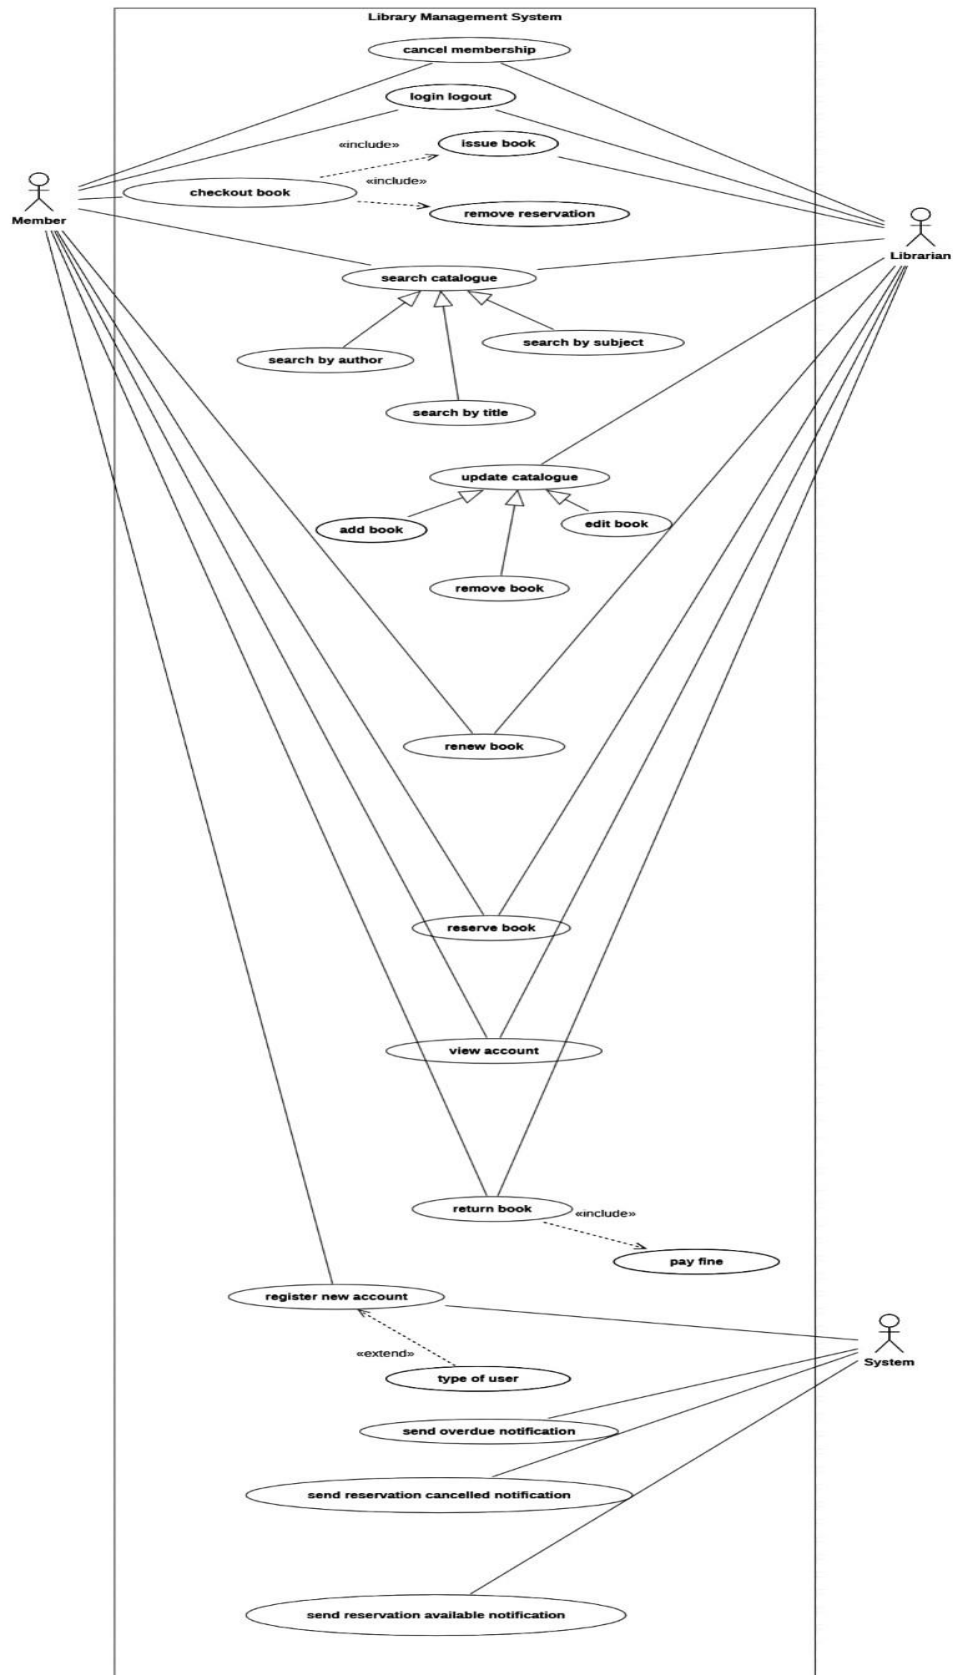 Library Management System
cancel membership
login logout
«include»
issue book
«include»
checkout book
remove reservation
Member
Librarian
search catalogue
search by subject
search by author
search by title
update catalogue
add book
edit book
remove book
renew book
reserve book
view account
return book
«include»
pay fine
register new account
«extend»
System
type of user
send overdue notification
send reservation cancelled notification
send reservation available notification